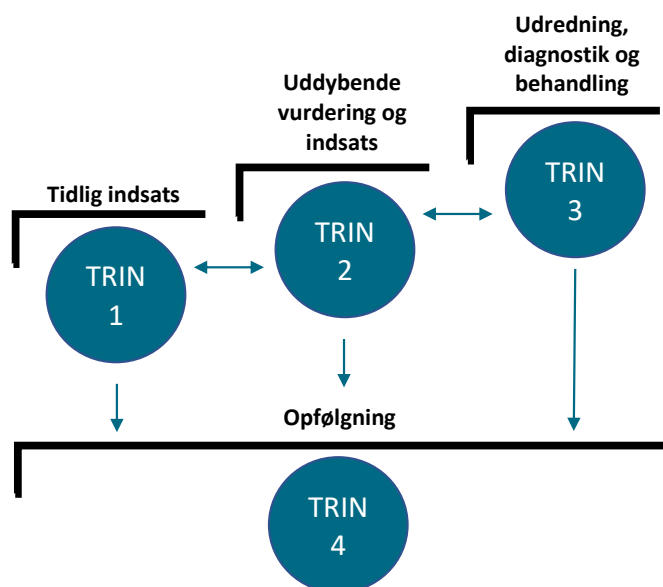 Tidlig indsats
TRIN
1
Uddybende
vurdering og
indsats
TRIN
2
Udredning,
diagnostik og
behandling
TRIN
3
Opfølgning
TRIN
4